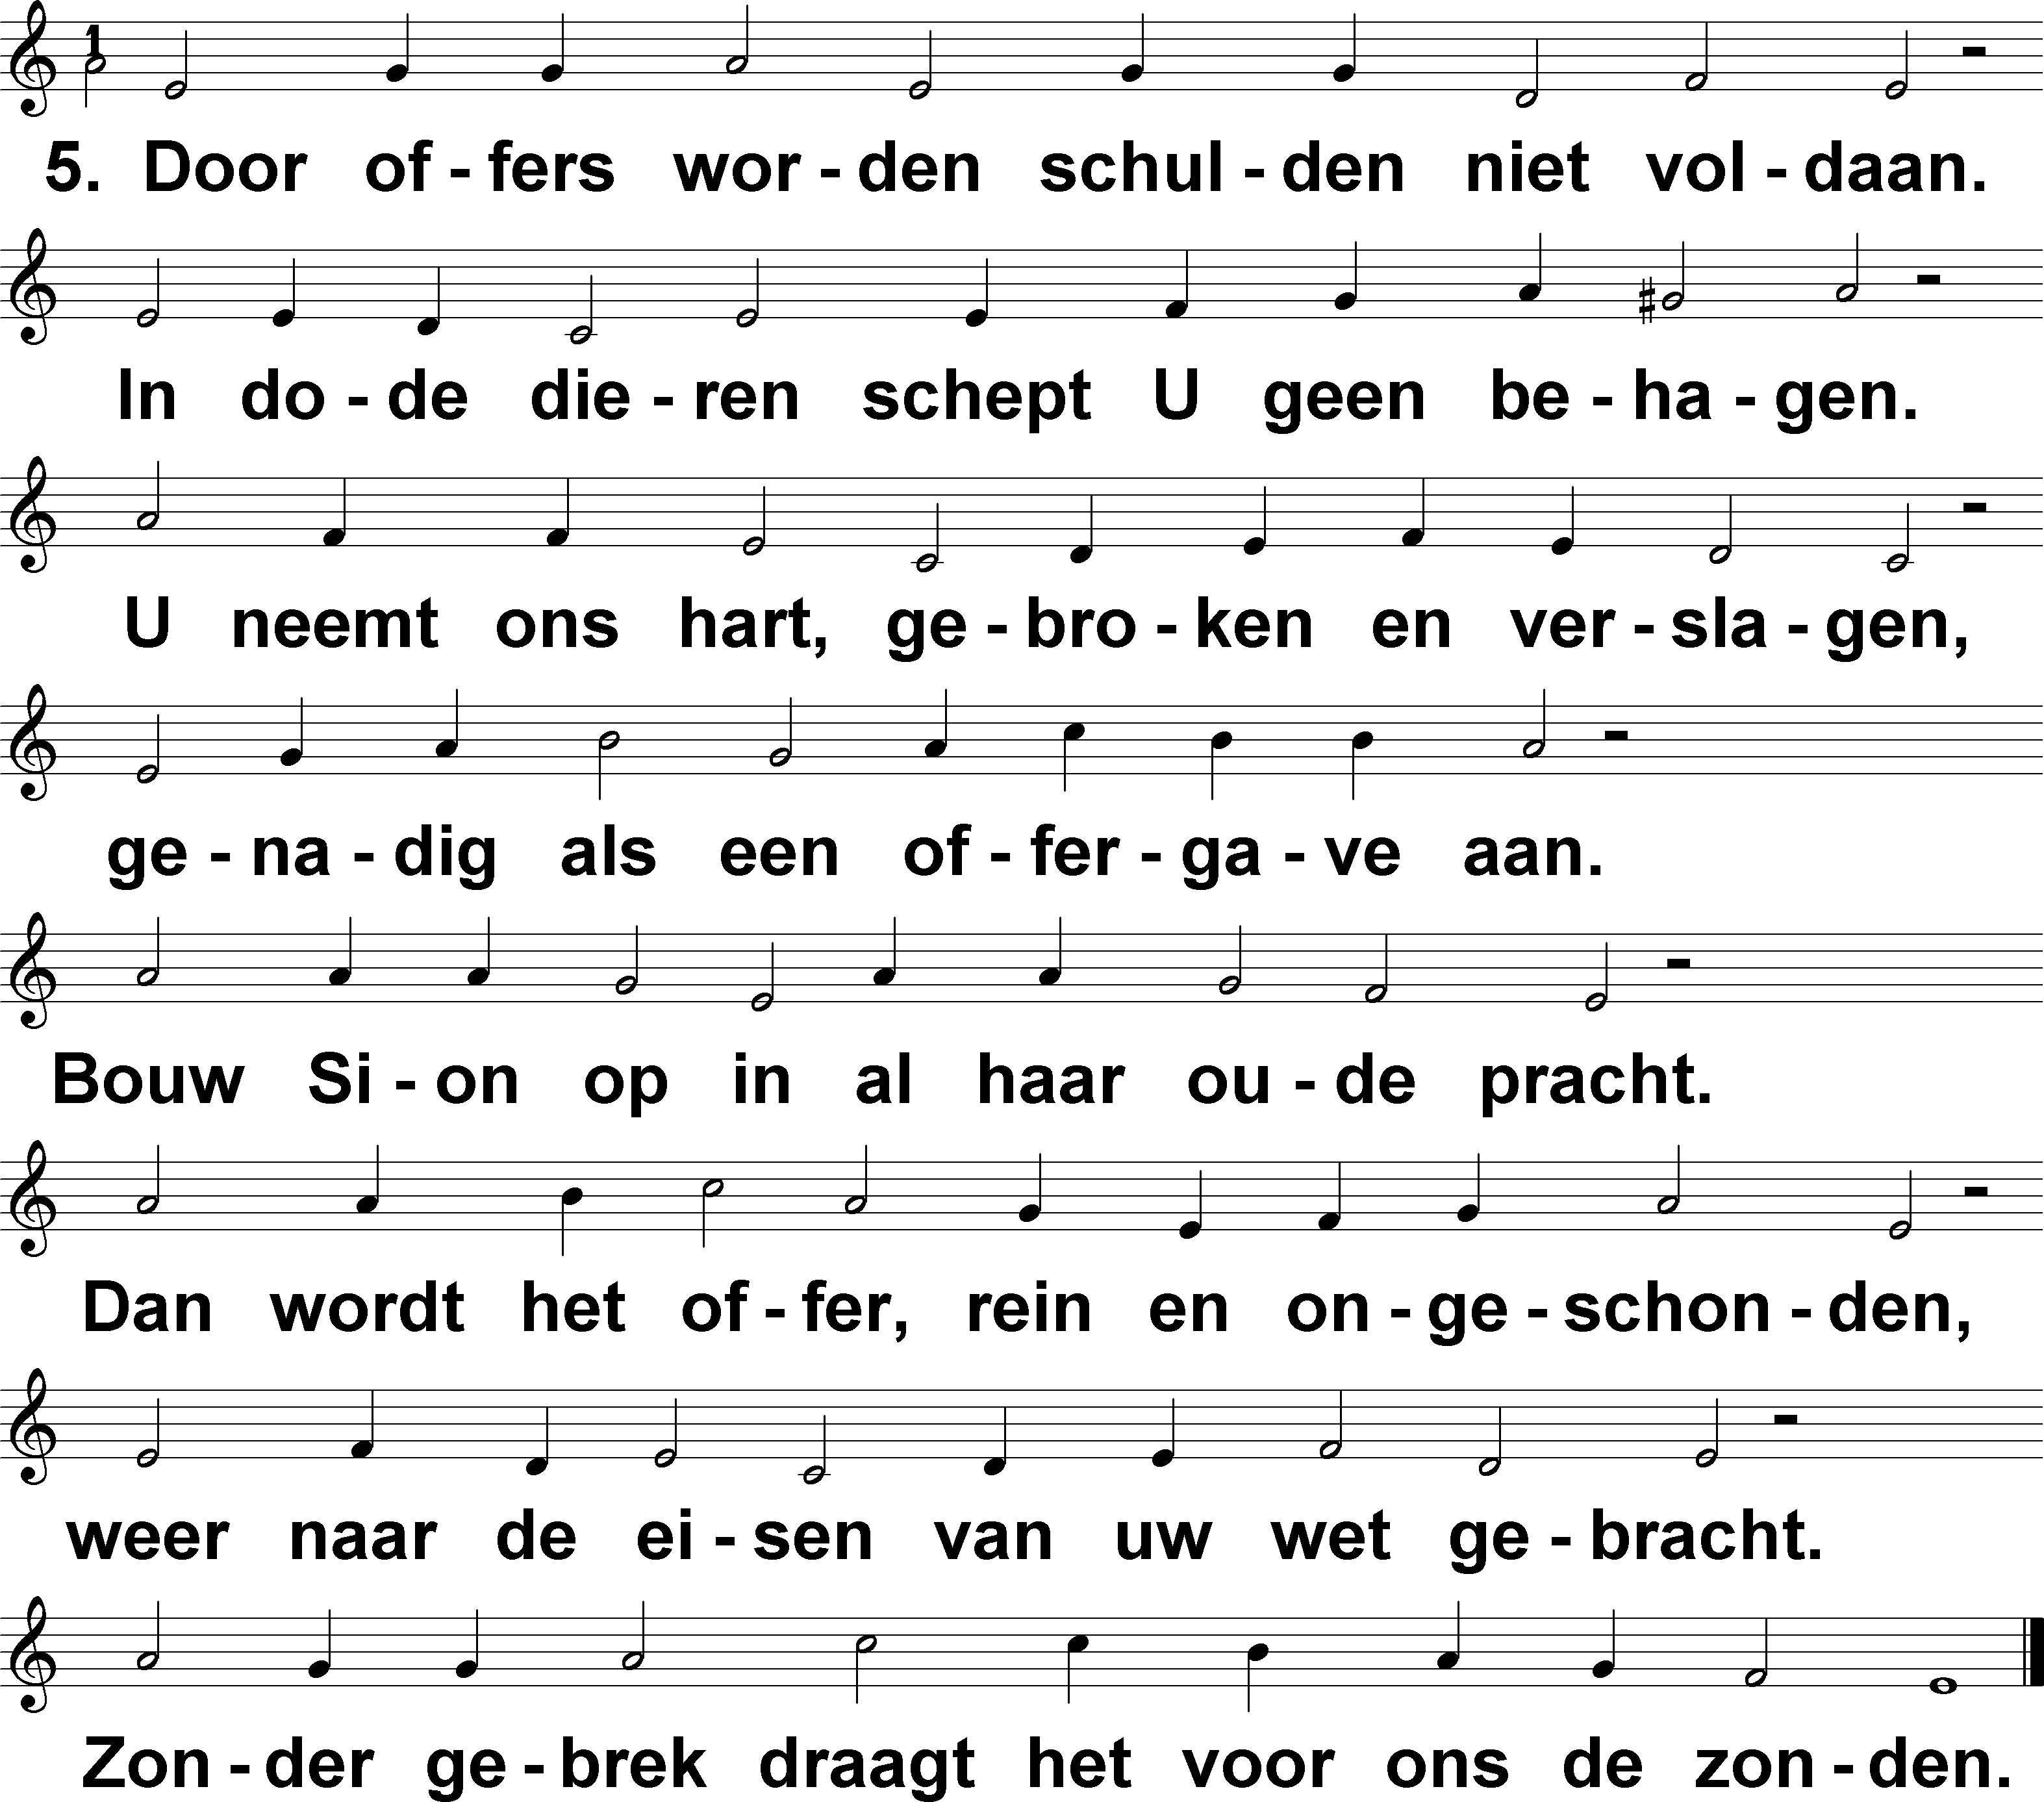 1
5. Door of - fers wor - den schul - den niet vol - daan.
In do - de die - ren schept U geen be - ha - gen.
U neemt ons hart, ge - bro - ken en ver - sla - gen,
ge - na - dig als een of - fer - ga - ve aan.
Bouw Si - on op in al haar ou - de pracht.
Dan wordt het of - fer, rein en on - ge - schon - den,
weer naar de ei - sen van uw wet ge - bracht.
Zon - der ge - brek draagt het voor ons de zon - den.